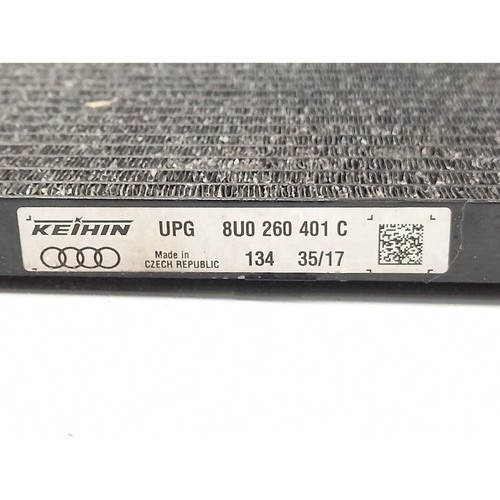 KEIHIN UPG 8U0 260 401 C
Made in
CZECH REPUBLIC 134 35/17